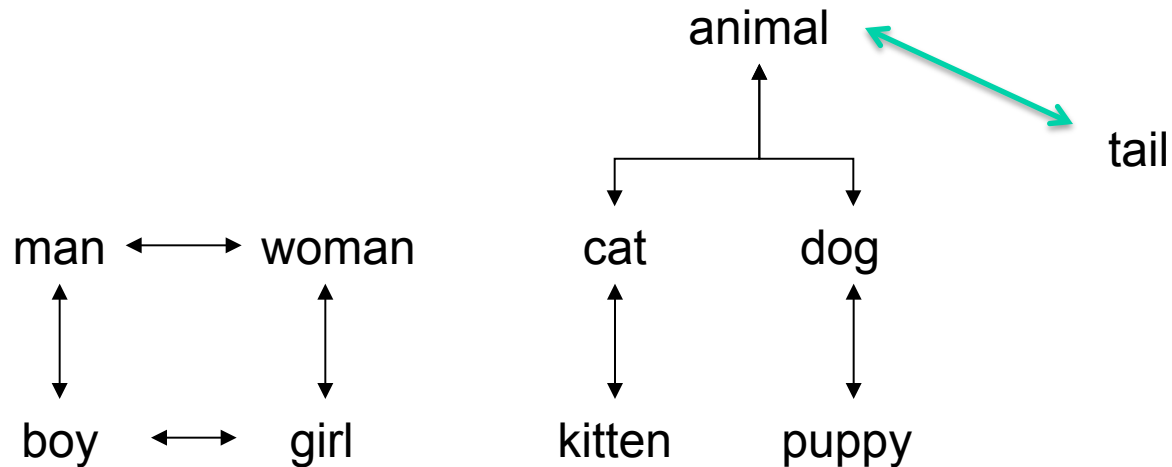 animal
tail
man woman cat dog
boy girl kitten puppy